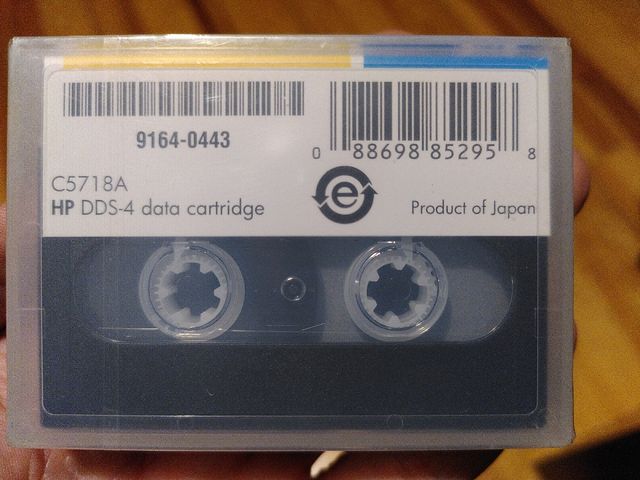 9164-0443
0 88698 85295 8
C5718A
HP DDS-4 data cartridge
e
Product of Japan